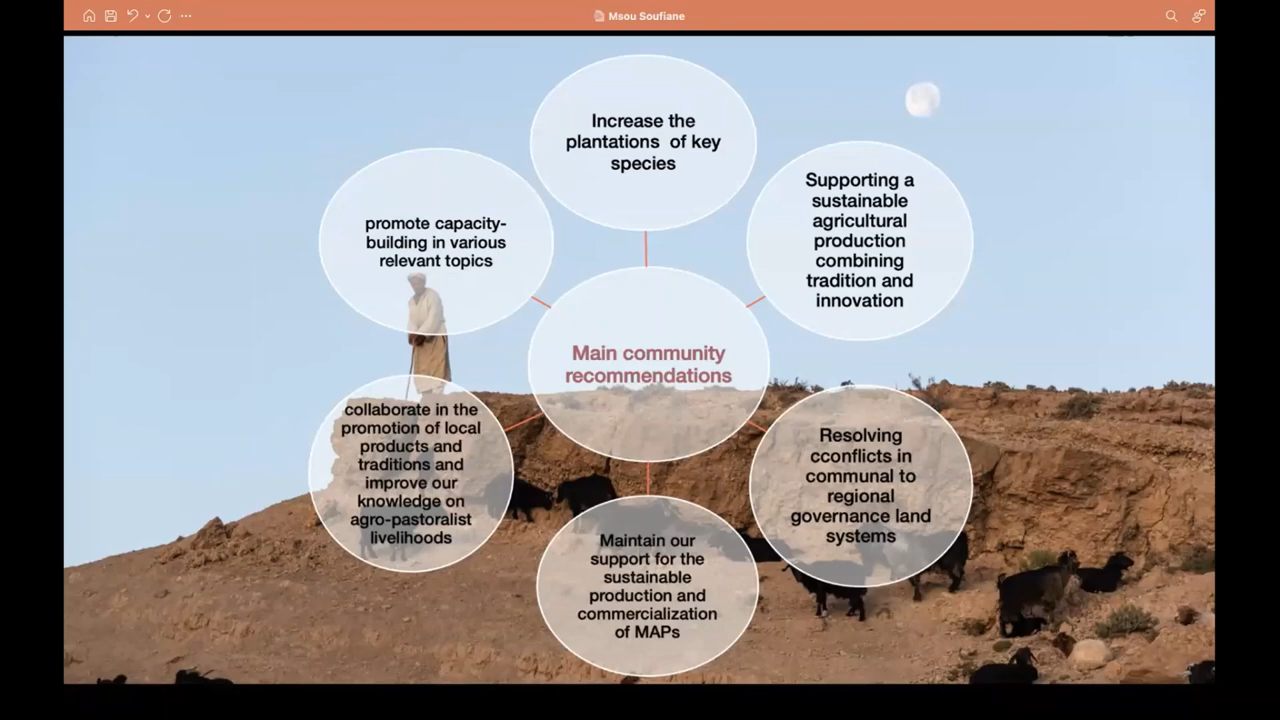 Msou Soufiane
Increase the
plantations of key
species
Supporting a
sustainable
agricultural
production
combining
tradition and
innovation
promote capacity-
building in various
relevant topics
Main community
recommendations
collaborate in the
promotion of local
products and
traditions and
improve our
knowledge on
agro-pastoralist
livelihoods
Resolving
cconflicts in
communal to
regional
governance land
systems
Maintain our
support for the
sustainable
production and
commercialization
of MAPs